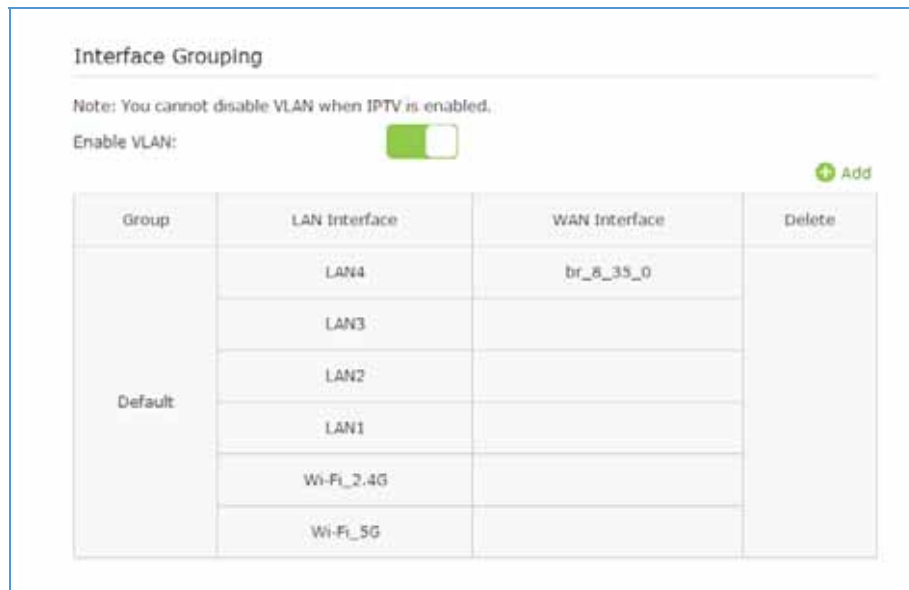 Interface Grouping
Note: You cannot disable VLAN when IPTV is enabled.
Enable VLAN:
Add
Group LAN Interface WAN Interface Delete
LAN4 br_8_35_0
LAN3
LAN2
Default
LAN1
Wi-Fi_2.4G
Wi-Fi_5G